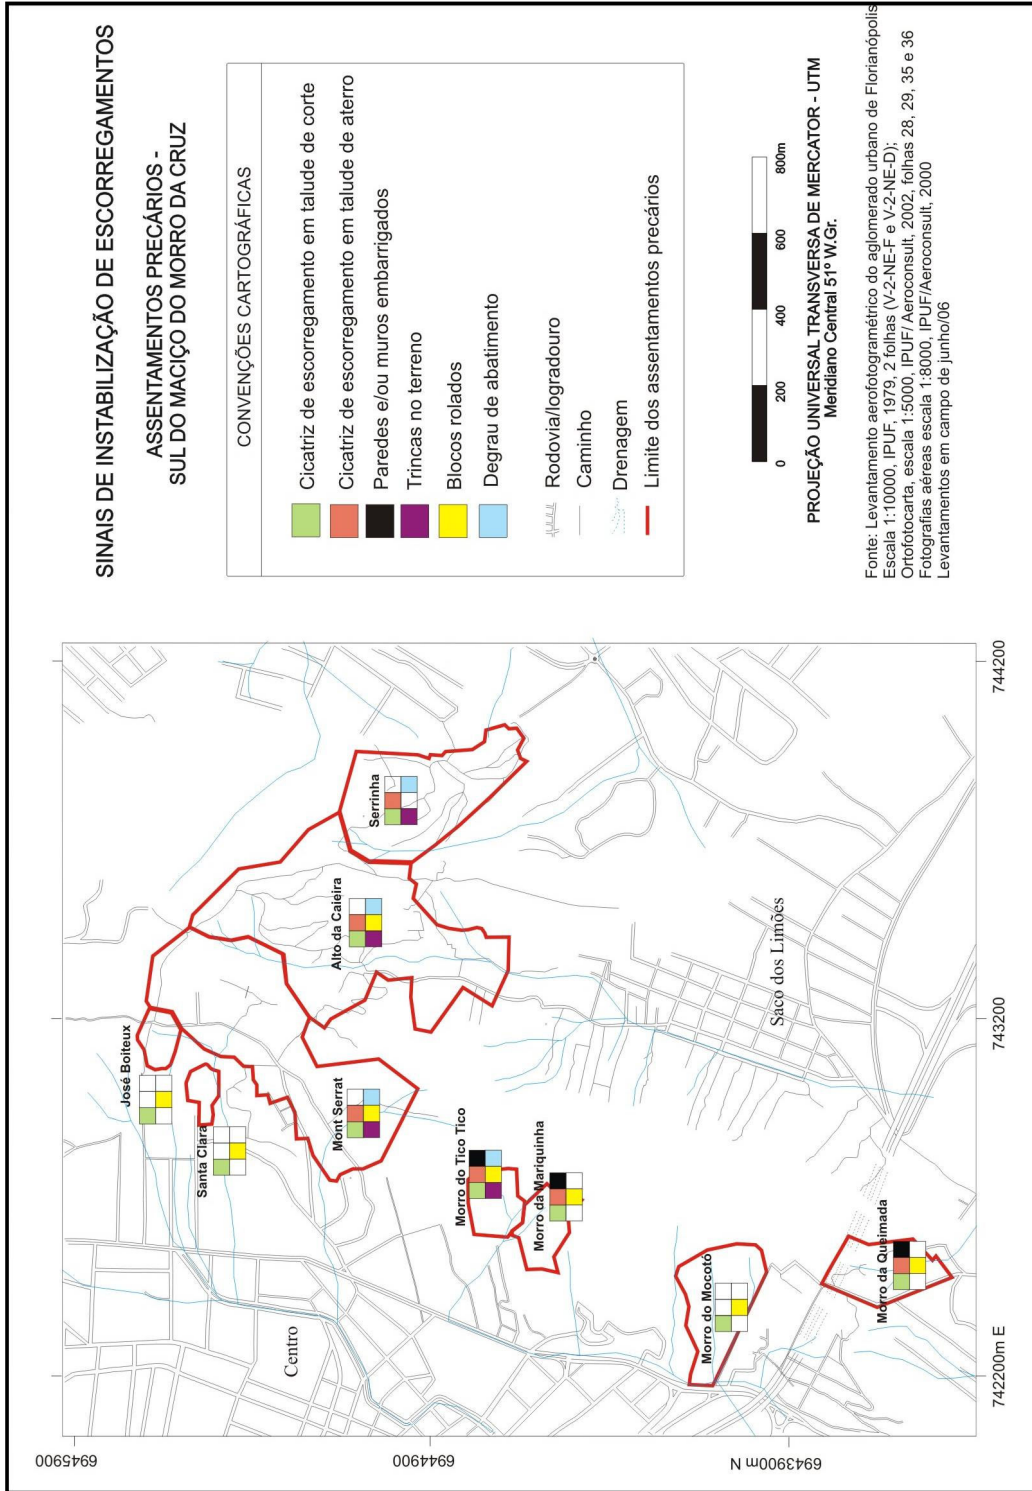 SINAIS DE INSTABILIZAÇÃO DE ESCORREGAMENTOS
ASSENTAMENTOS PRECÁRIOS -
SUL DO MACIÇO DO MORRO DA CRUZ
CONVENÇÕES CARTOGRÁFICAS
Cicatriz de escorregamento em talude de corte
Cicatriz de escorregamento em talude de aterro
Paredes e/ou muros embarrigados
Trincas no terreno
Blocos rolados
Degrau de abatimento
Rodovia/logradouro
Caminho
Drenagem
Limite dos assentamentos precários
0 200 400 600 800m
PROJEÇÃO UNIVERSAL TRANSVERSA DE MERCATOR - UTM
Meridiano Central 51° W.Gr.
Fonte: Levantamento aerofotogramétrico do aglomerado urbano de Florianópolis
Escala 1:10000, IPUF, 1979, 2 folhas (V-2-NE-F e V-2-NE-D);
Ortofotocarta, escala 1:5000, IPUF/ Aeroconsult, 2002, folhas 28, 29, 35 e 36
Fotografias aéreas escala 1:8000, IPUF/Aeroconsult, 2000
Levantamentos em campo de junho/06
José Boiteux
Santa Clara
Mont Serrat
Alto da Caieira
Serrinha
Morro do Tico Tico
Morro da Mariquinha
Morro do Mocotó
Morro da Queimada
Centro
Saco dos Limões
6945900
6944900
6943900m N
742200m E
743200
744200